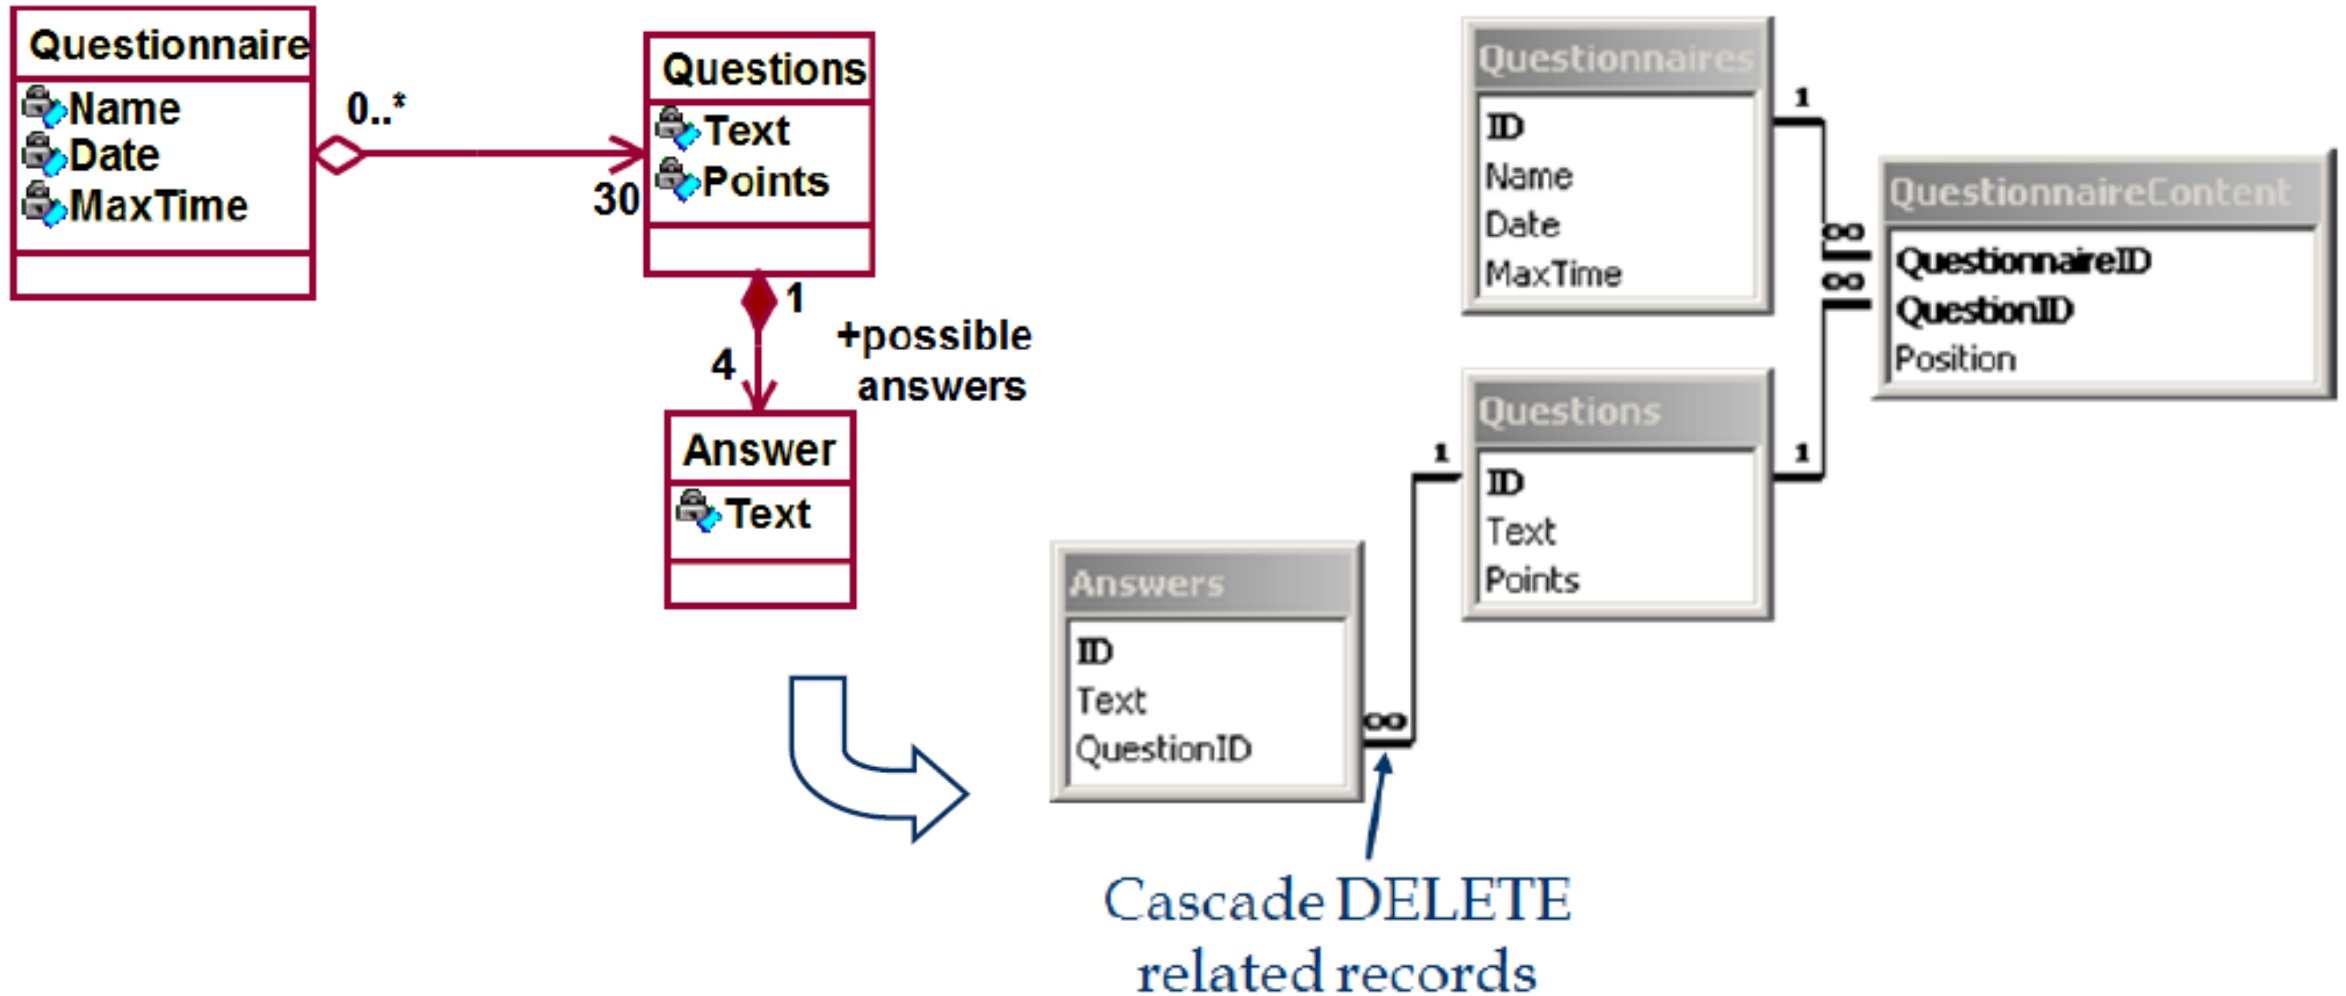 Questionnaire
Name
Date
MaxTime
0..*
30
Questions
Text
Points
1
4
+possible
answers
Answer
Text
Questionnaires
ID
Name
Date
MaxTime
1
∞
∞
QuestionnaireContent
QuestionnaireID
QuestionID
Position
Questions
ID
Text
Points
1
1
Answers
ID
Text
QuestionID
∞
Cascade DELETE
related records